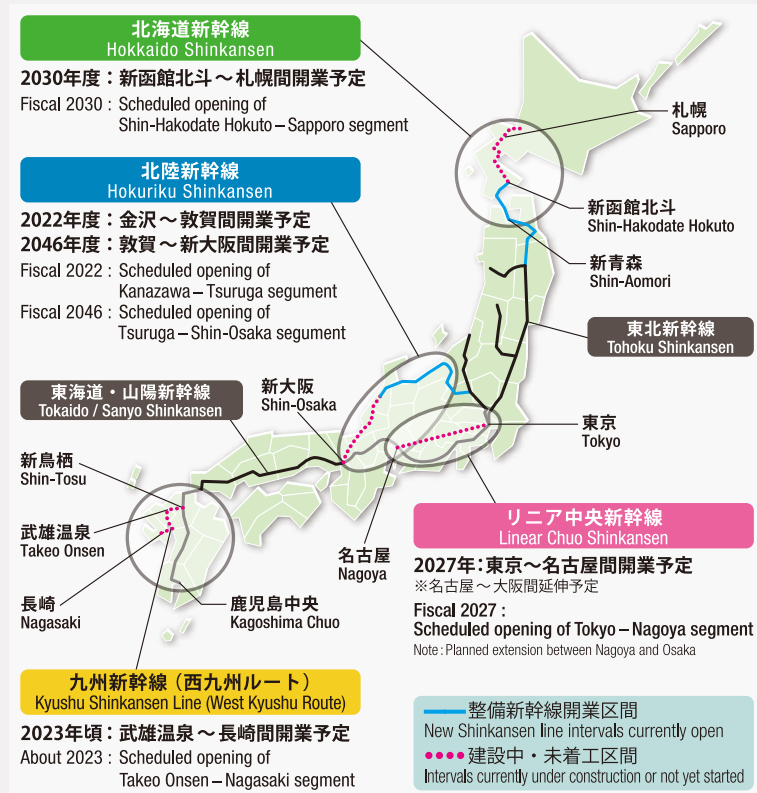 北海道新幹線
Hokkaido Shinkansen
2030年度：新函館北斗～札幌間開業予定
Fiscal 2030 : Scheduled opening of
Shin-Hakodate Hokuto – Sapporo segment
北陸新幹線
Hokuriku Shinkansen
2022年度：金沢～敦賀間開業予定
2046年度：敦賀～新大阪間開業予定
Fiscal 2022 : Scheduled opening of
Kanazawa – Tsuruga segument
Fiscal 2046 : Scheduled opening of
Tsuruga – Shin-Osaka segument
札幌
Sapporo
新函館北斗
Shin-Hakodate Hokuto
新青森
Shin-Aomori
東北新幹線
Tohoku Shinkansen
東海道・山陽新幹線
Tokaido / Sanyo Shinkansen
新大阪
Shin-Osaka
東京
Tokyo
新鳥栖
Shin-Tosu
武雄温泉
Takeo Onsen
長崎
Nagasaki
名古屋
Nagoya
鹿児島中央
Kagoshima Chuo
リニア中央新幹線
Linear Chuo Shinkansen
2027年：東京～名古屋間開業予定
※名古屋～大阪間延伸予定
Fiscal 2027 :
Scheduled opening of Tokyo – Nagoya segment
Note : Planned extension between Nagoya and Osaka
九州新幹線（西九州ルート）
Kyushu Shinkansen Line (West Kyushu Route)
2023年頃：武雄温泉～長崎間開業予定
About 2023 : Scheduled opening of
Takeo Onsen – Nagasaki segment
整備新幹線開業区間
New Shinkansen line intervals currently open
建設中・未着工区間
Intervals currently under construction or not yet started